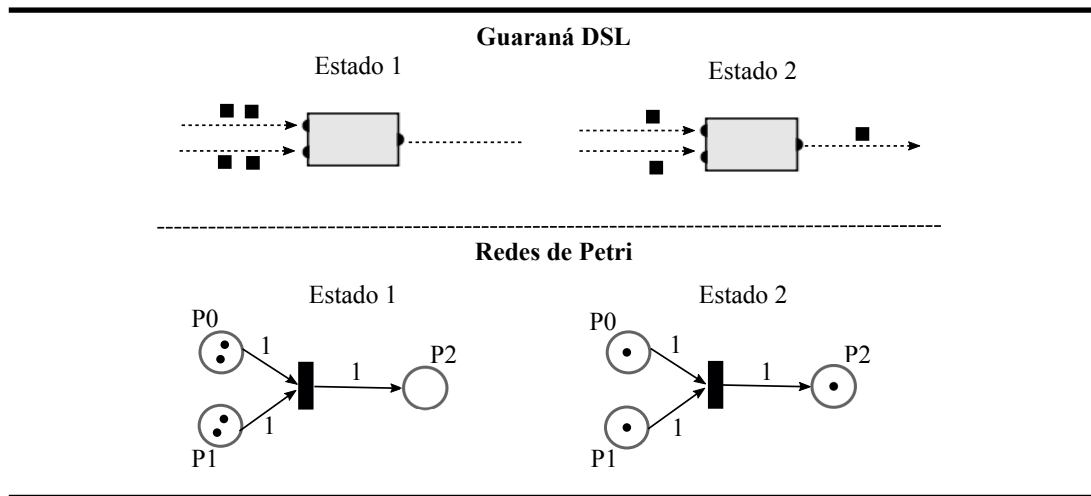 Guaraná DSL
Estado 1 Estado 2
Redes de Petri
Estado 1 Estado 2
P0 1 P2 1 P1 1
P0 1 P2 1 P1 1